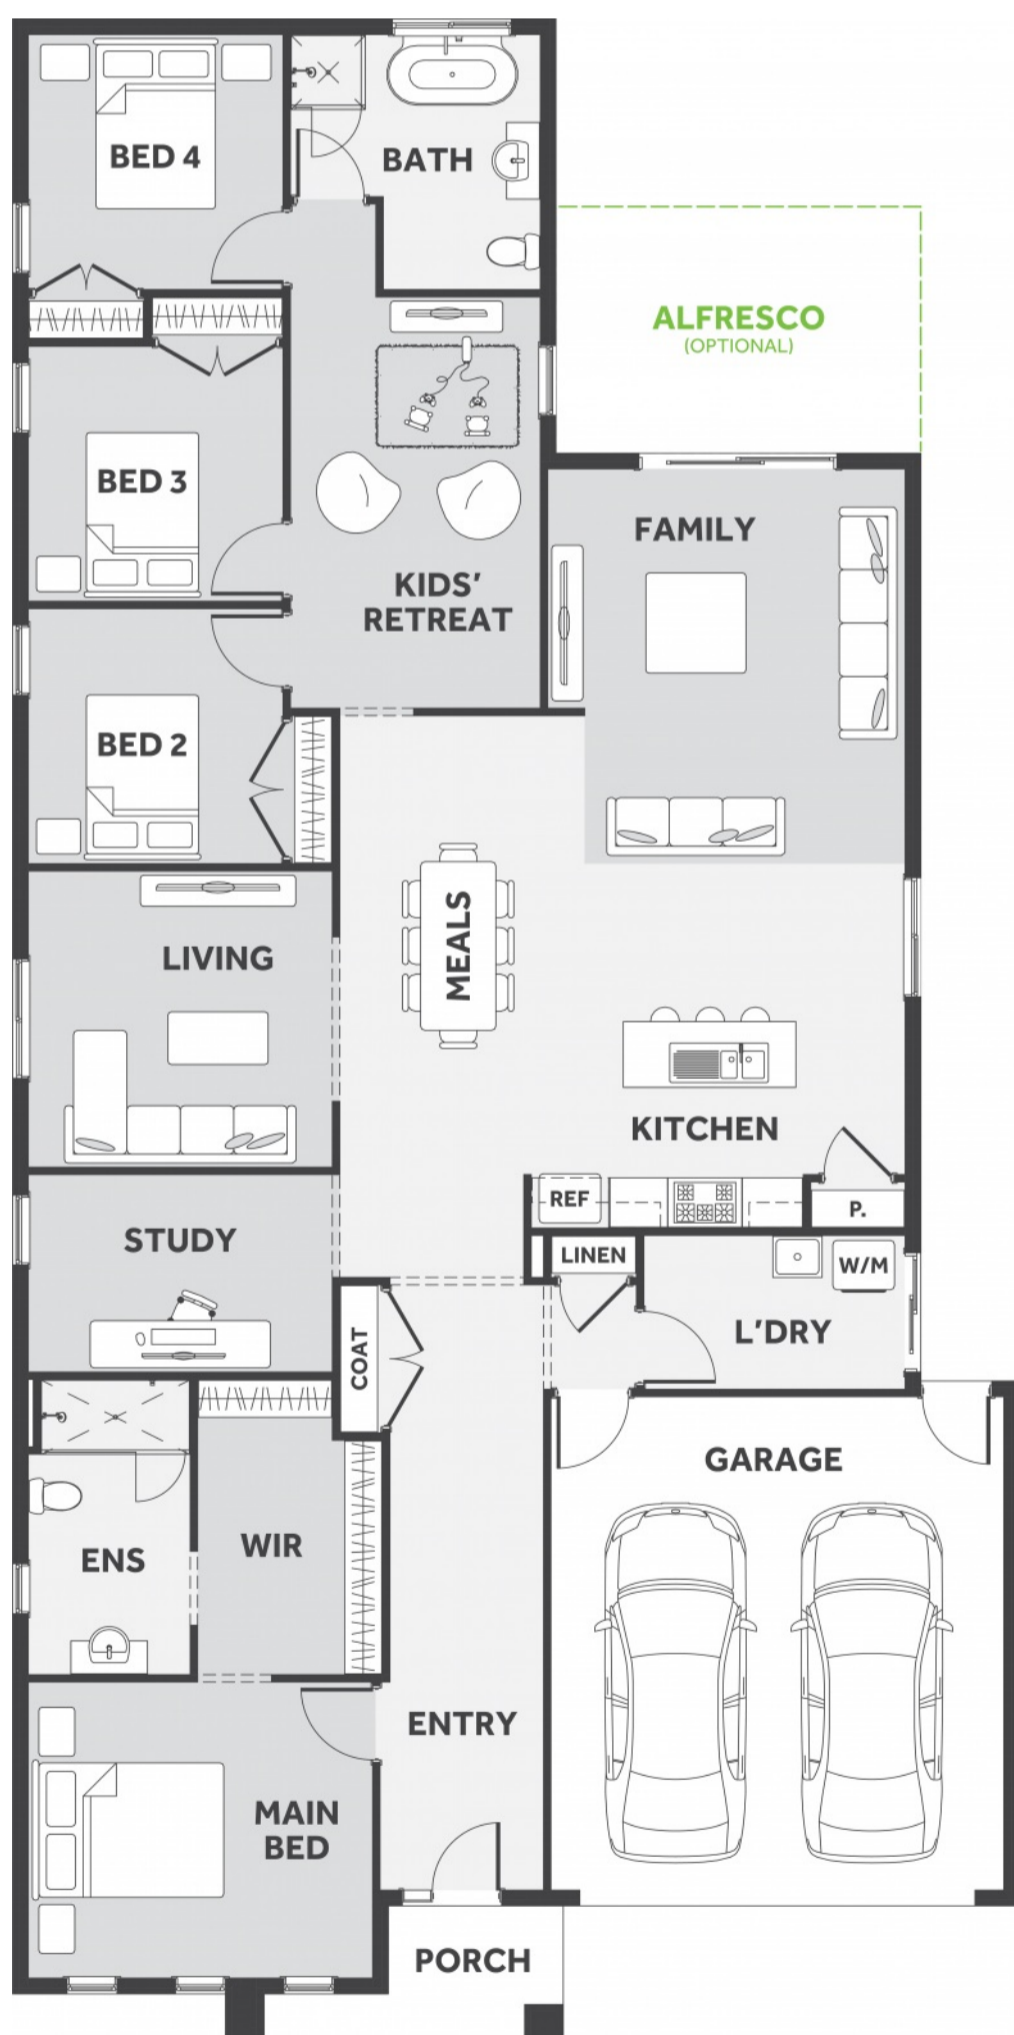 BED 4
BATH
ALFRESCO
(OPTIONAL)
BED 3
FAMILY
KIDS'
RETREAT
BED 2
MEALS
LIVING
KITCHEN
REF
P.
STUDY
LINEN
W/M
L'DRY
COAT
GARAGE
ENS
WIR
ENTRY
MAIN
BED
PORCH